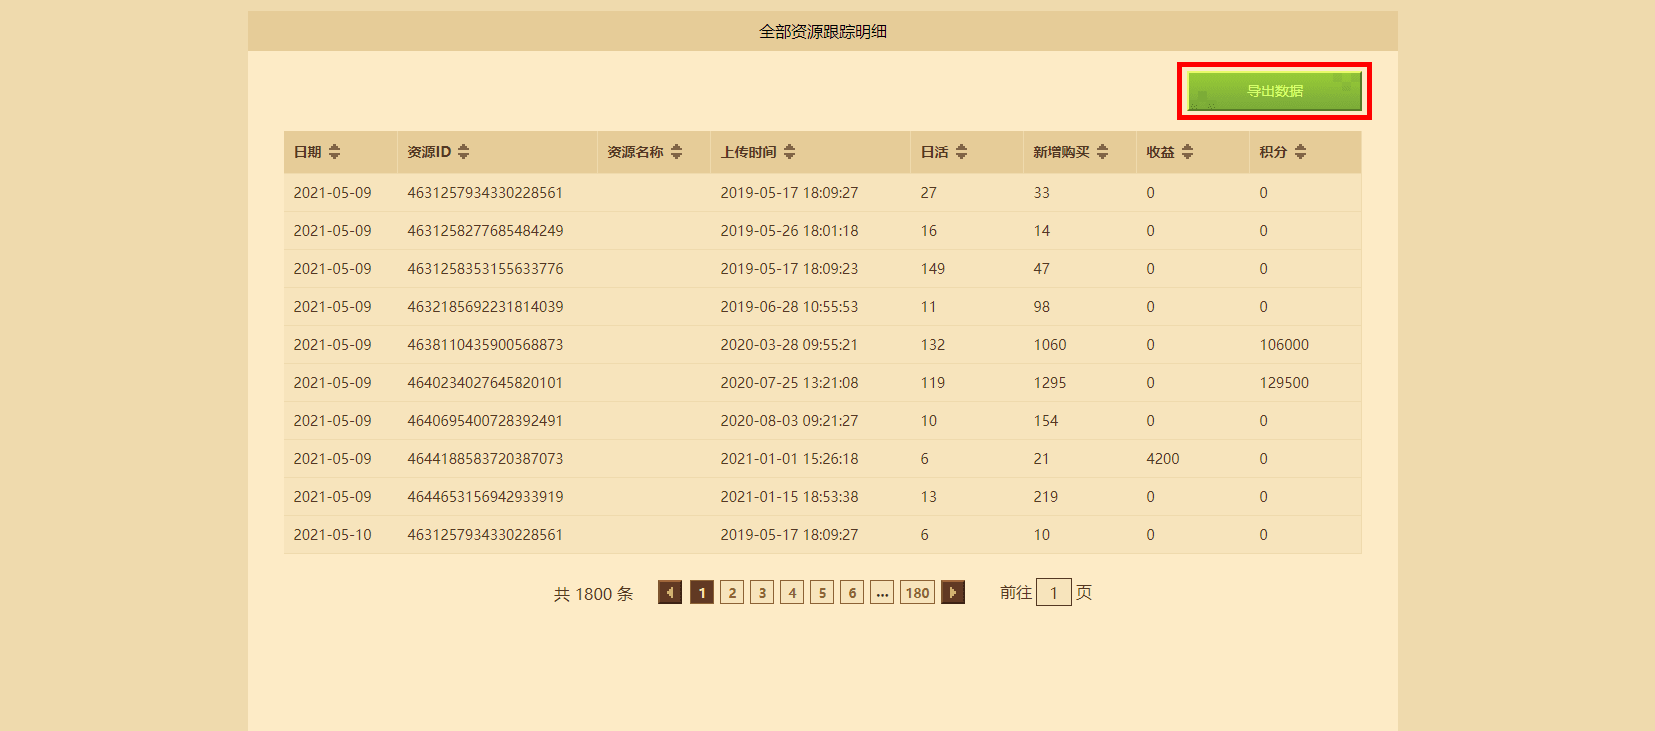 全部资源跟踪明细
导出数据
日期 资源ID 资源名称 上传时间 日活 新增购买 收益 积分
2021-05-09 4631257934330228561 2019-05-17 18:09:27 27 33 0 0
2021-05-09 4631258277685484249 2019-05-26 18:01:18 16 14 0 0
2021-05-09 4631258353155633776 2019-05-17 18:09:23 149 47 0 0
2021-05-09 4632185692231814039 2019-06-28 10:55:53 11 98 0 0
2021-05-09 4638110435900568873 2020-03-28 09:55:21 132 1060 0 106000
2021-05-09 4640234027645820101 2020-07-25 13:21:08 119 1295 0 129500
2021-05-09 4640695400728392491 2020-08-03 09:21:27 10 154 0 0
2021-05-09 4644188583720387073 2021-01-01 15:26:18 6 21 4200 0
2021-05-09 4644653156942933919 2021-01-15 18:53:38 13 219 0 0
2021-05-10 4631257934330228561 2019-05-17 18:09:27 6 10 0 0
共 1800 条 1 2 3 4 5 6 ... 180 前往 1 页